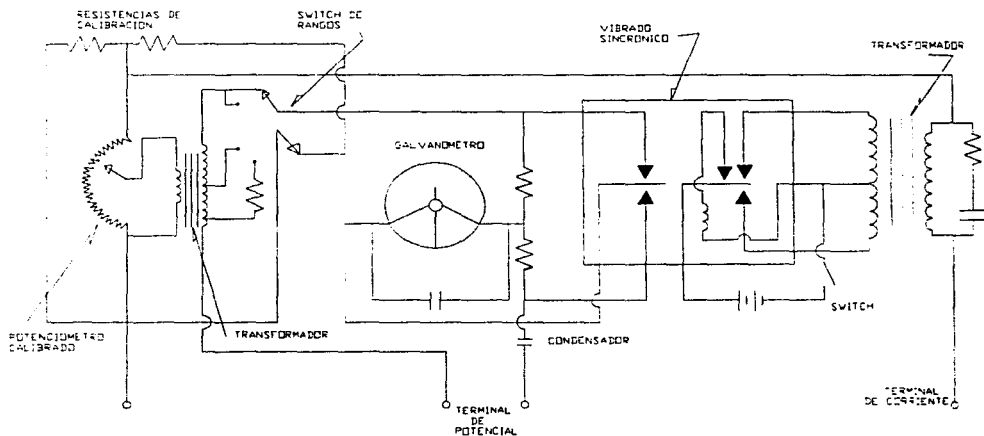 RESISTENCIAS DE
CALIBRACION
SWITCH DE
RANGOS
VIBRADO
SINCRONICO
TRANSFORMADOR
GALVANOMETRO
SWITCH
POTENCIOMETRO
CALIBRADO
TRANSFORMADOR
CONDENSADOR
TERMINAL
DE
POTENCIAL
TERMINAL
DE CORRIENTE